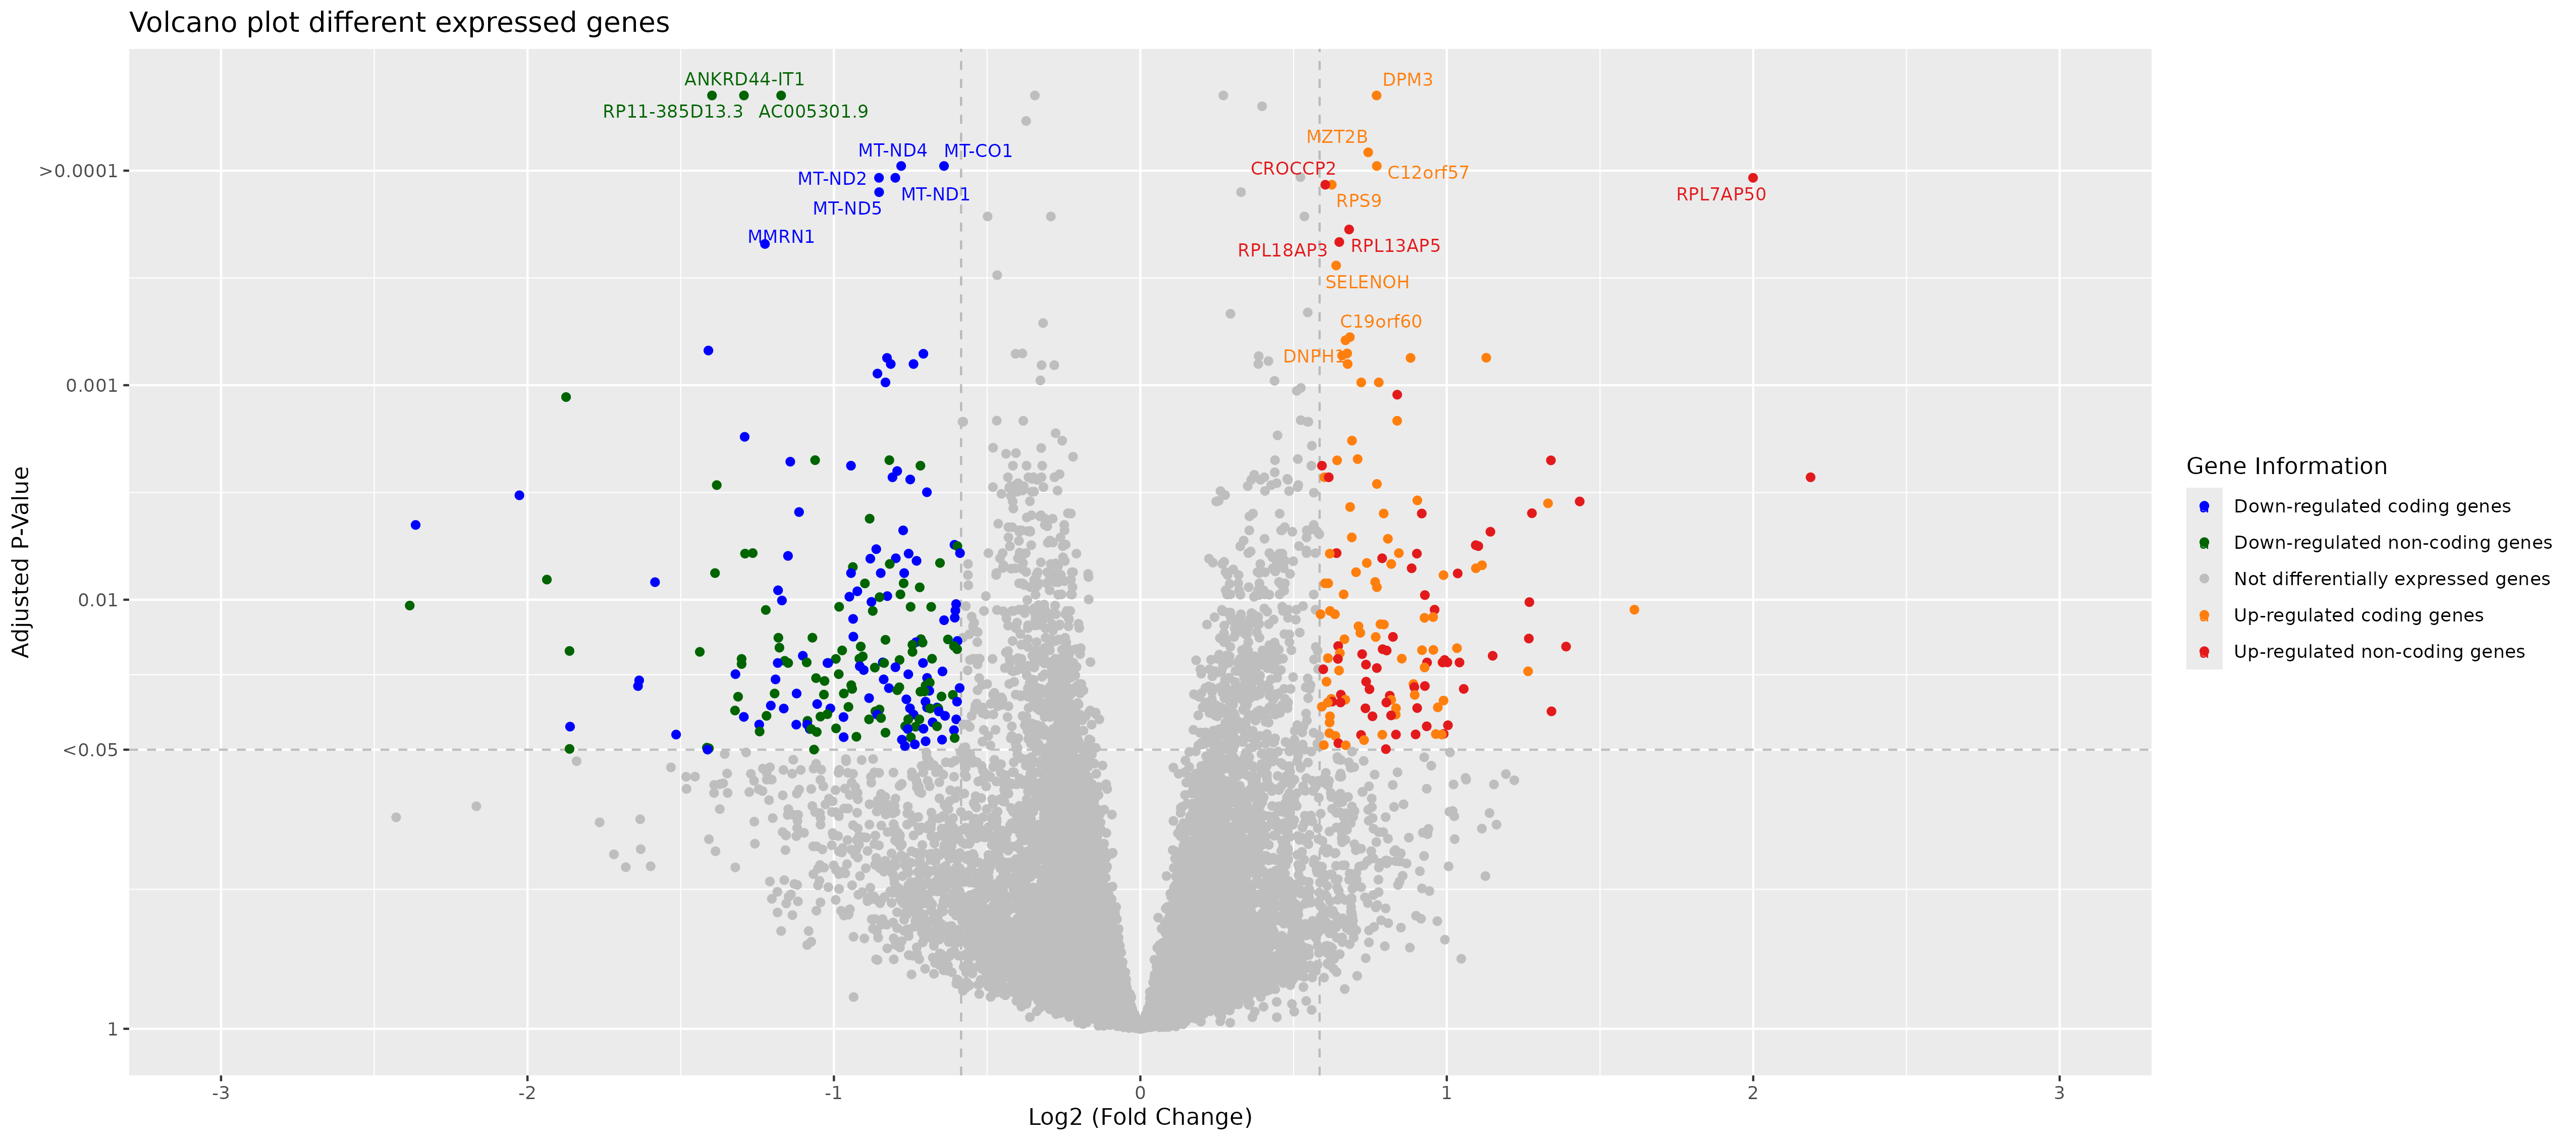 Volcano plot different expressed genes
ANKRD44-IT1
DPM3
RP11-385D13.3
AC005301.9
MZT2B
MT-ND4
MT-CO1
CROCCP2
>0.0001
C12orf57
MT-ND2
MT-ND1
RPL7AP50
RPS9
MT-ND5
MMRN1
RPL13AP5
RPL18AP3
SELENOH
C19orf60
DNPH1
0.001
0.01
<0.05
1
Adjusted P-Value
-3
-2
-1
0
1
2
3
Log2 (Fold Change)
Gene Information
Down-regulated coding genes
Down-regulated non-coding genes
Not differentially expressed genes
Up-regulated coding genes
Up-regulated non-coding genes